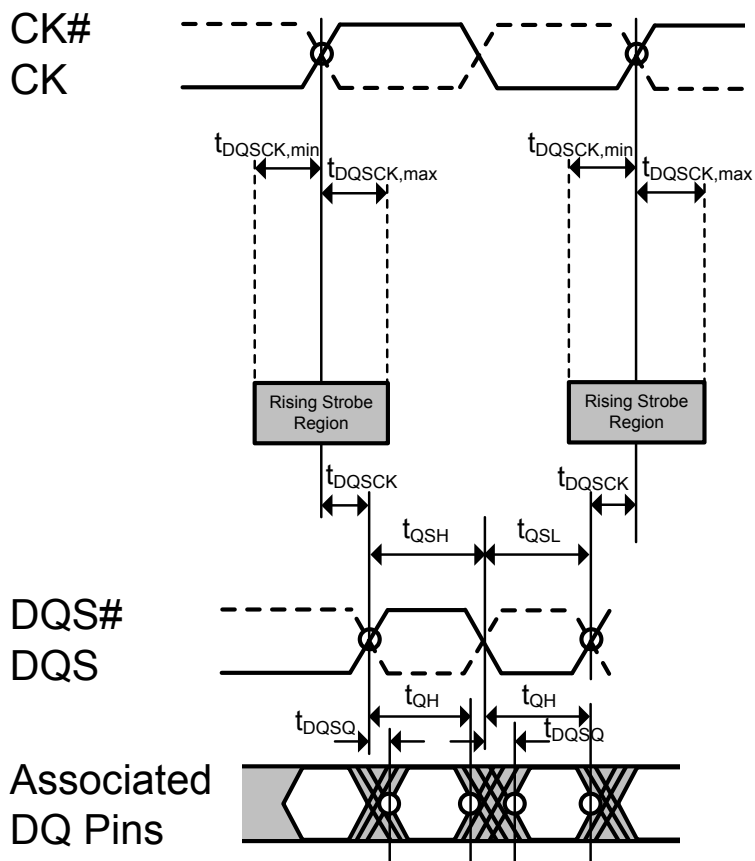 CK#
CK
tDQSCK,min
tDQSCK,max
tDQSCK,min
tDQSCK,max
Rising Strobe
Region
Rising Strobe
Region
tDQSCK
tDQSCK
tQSH
tQSL
DQS#
DQS
tQH
tQH
tDQSQ
tDQSQ
Associated
DQ Pins